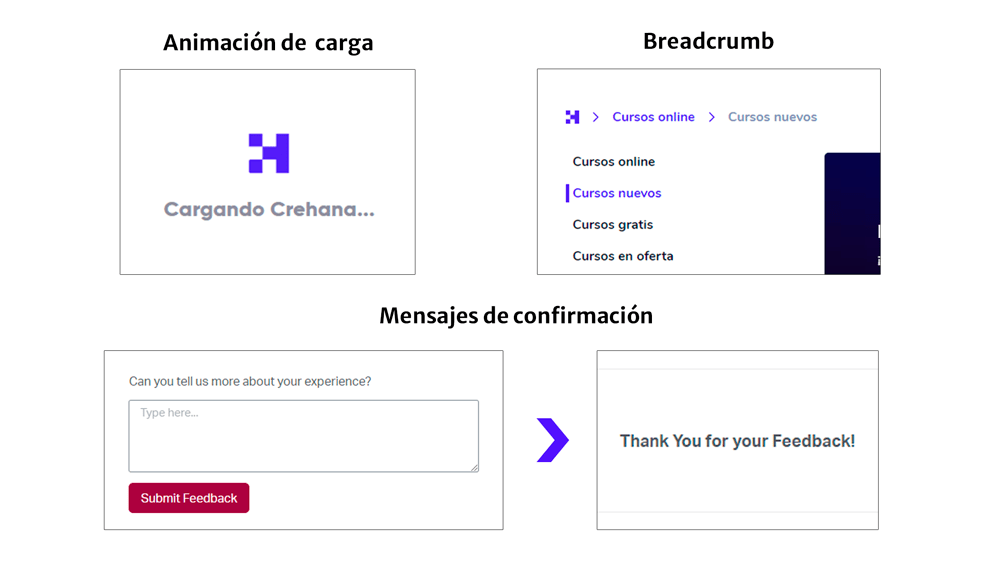 Animación de carga
Breadcrumb
Cargando Crehana...
Cursos online
Cursos nuevos
Cursos online
Cursos nuevos
Cursos gratis
Cursos en oferta
Mensajes de confirmación
Can you tell us more about your experience?
Type here...
Submit Feedback
Thank You for your Feedback!